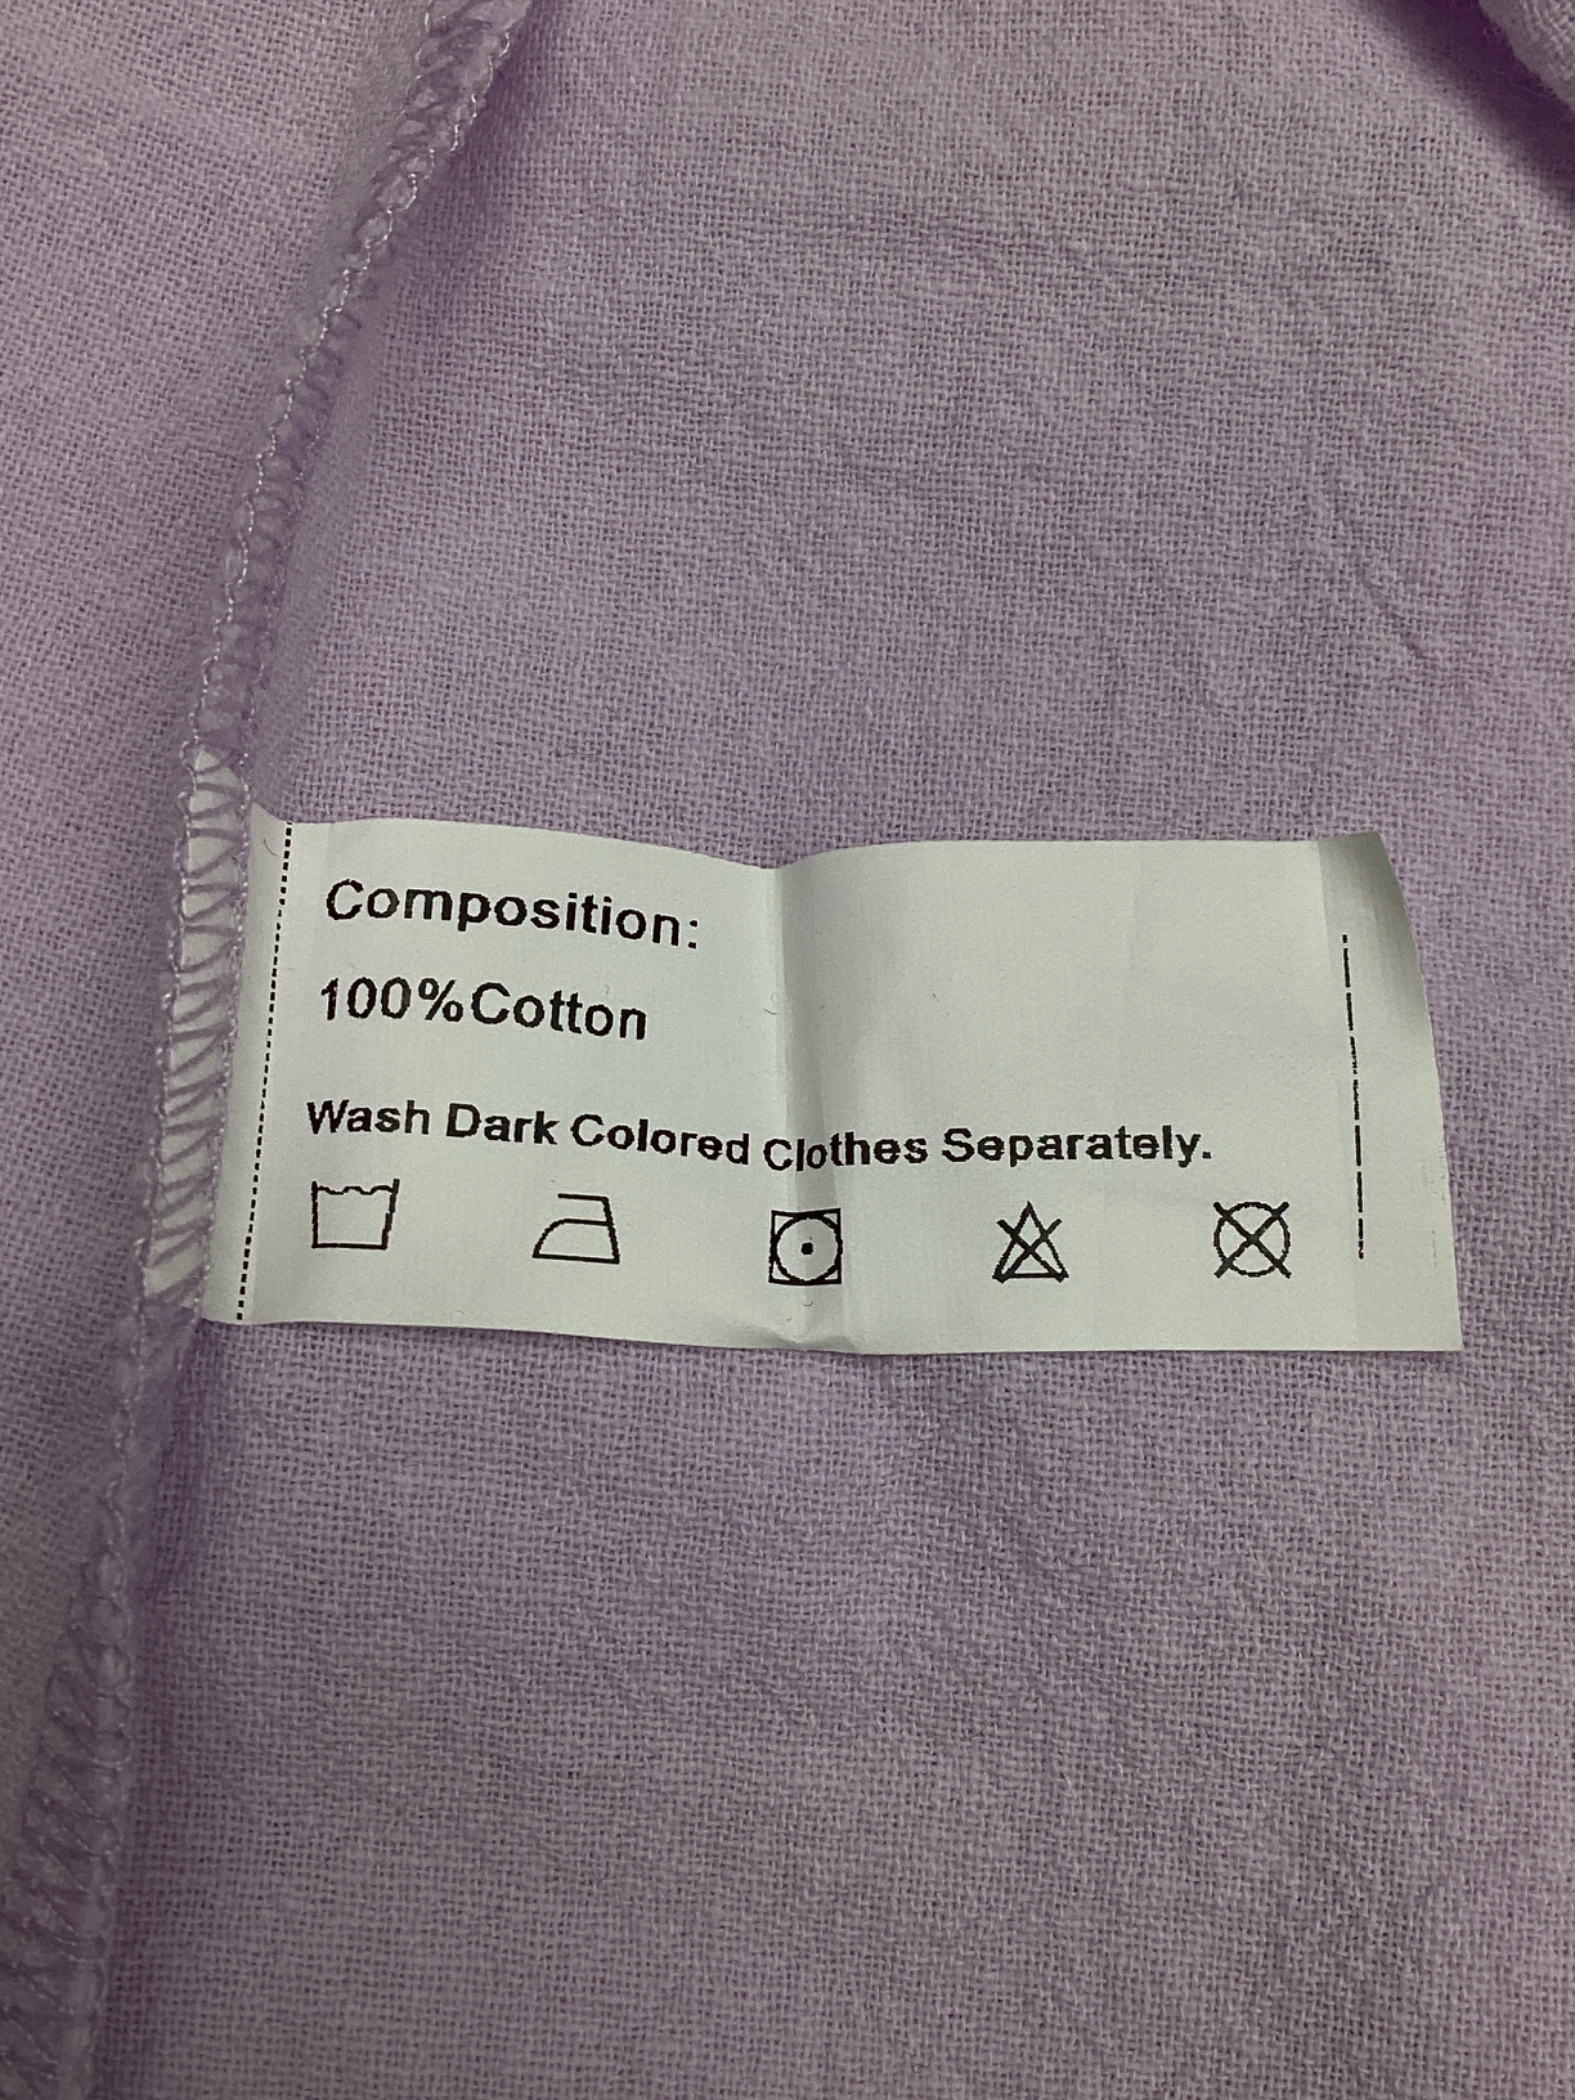 Composition:
100%Cotton
Wash Dark Colored Clothes Separately.